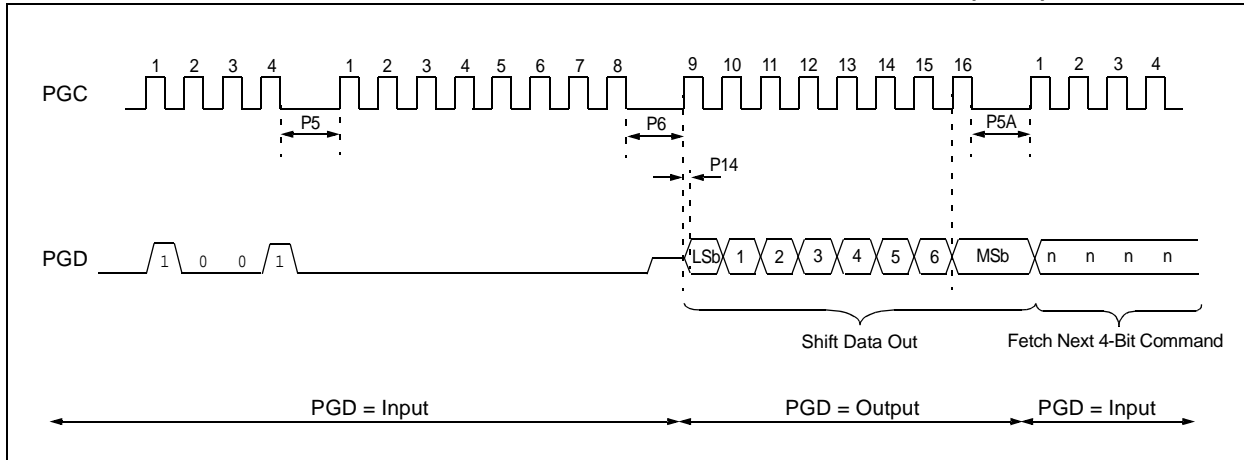 1 2 3 4 1 2 3 4 5 6 7 8 9 10 11 12 13 14 15 16 1 2 3 4
PGC
P5 P6 P5A
P14
PGD 1 0 0 1 LSb 1 2 3 4 5 6 MSb n n n n
Shift Data Out Fetch Next 4-Bit Command
PGD = Input PGD = Output PGD = Input